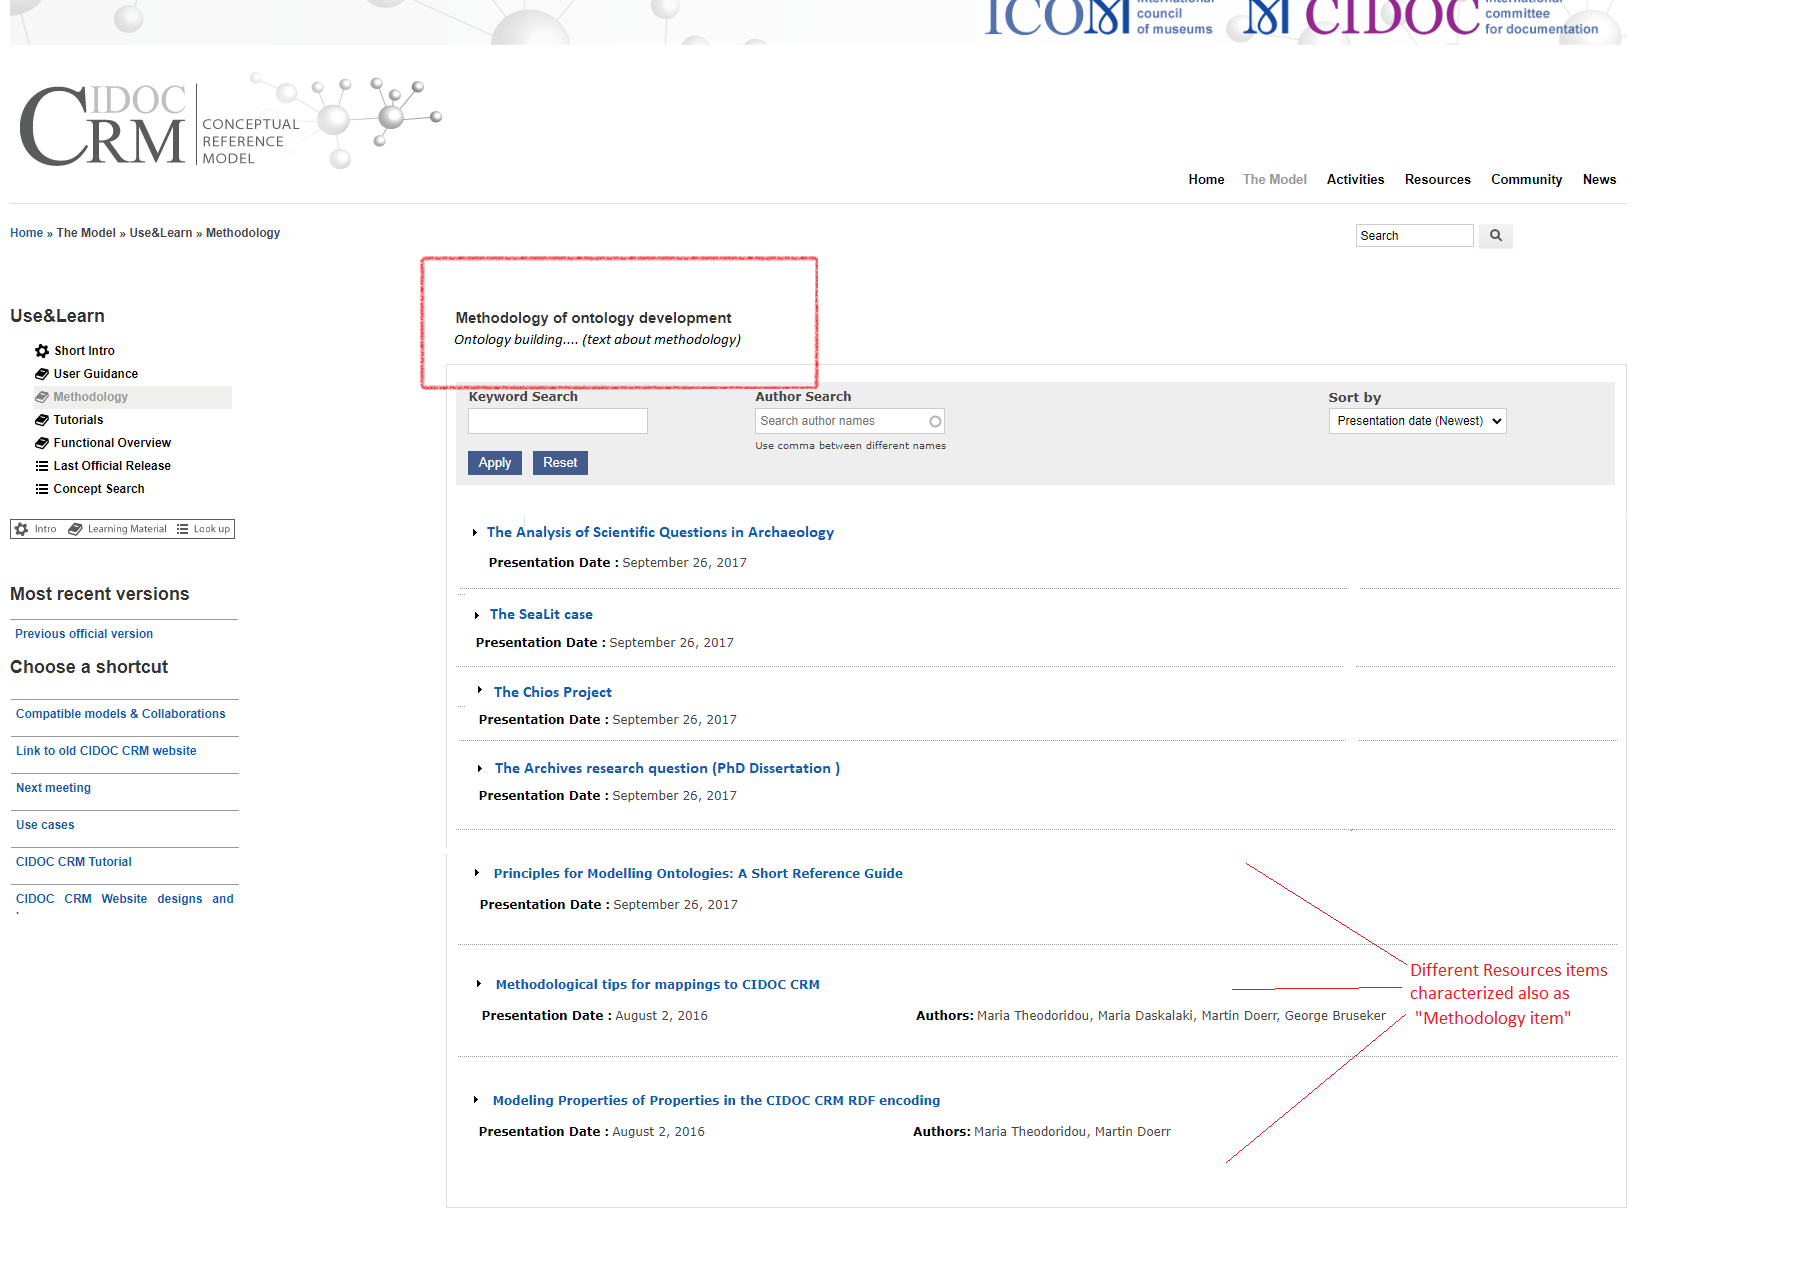 ICOM international
council
of museums
CIDOC international
committee
for documentation
CIDOC
CRM
CONCEPTUAL
REFERENCE
MODEL
Home The Model Activities Resources Community News
Home » The Model » Use&Learn » Methodology
Search
Use&Learn
Short Intro
User Guidance
Methodology
Tutorials
Functional Overview
Last Official Release
Concept Search
Intro Learning Material Look up
Most recent versions
Previous official version
Choose a shortcut
Compatible models & Collaborations
Link to old CIDOC CRM website
Next meeting
Use cases
CIDOC CRM Tutorial
CIDOC CRM Website designs and
Methodology of ontology development
Ontology building.... (text about methodology)
Keyword Search Author Search Sort by
Search author names Presentation date (Newest)
Use comma between different names
Apply Reset
The Analysis of Scientific Questions in Archaeology
Presentation Date : September 26, 2017
The SeaLit case
Presentation Date : September 26, 2017
The Chios Project
Presentation Date : September 26, 2017
The Archives research question (PhD Dissertation )
Presentation Date : September 26, 2017
Principles for Modelling Ontologies: A Short Reference Guide
Presentation Date : September 26, 2017
Methodological tips for mappings to CIDOC CRM
Presentation Date : August 2, 2016 Authors: Maria Theodoridou, Maria Daskalaki, Martin Doerr, George Bruseker
Modeling Properties of Properties in the CIDOC CRM RDF encoding
Presentation Date : August 2, 2016 Authors: Maria Theodoridou, Martin Doerr
Different Resources items
characterized also as
"Methodology item"